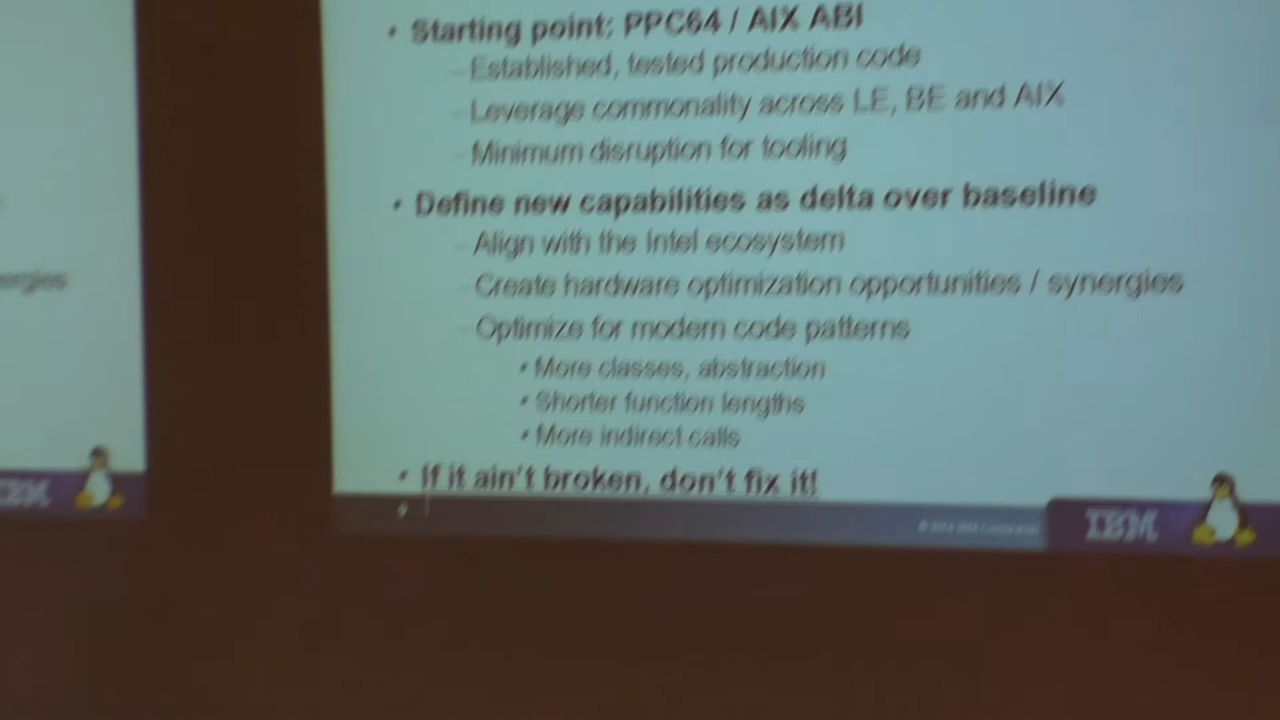 • Starting point: PPC64 / AIX ABI
– Established, tested production code
– Leverage commonality across LE, BE and AIX
– Minimum disruption for tooling
• Define new capabilities as delta over baseline
– Align with the Intel ecosystem
– Create hardware optimization opportunities / synergies
– Optimize for modern code patterns
• More classes, abstraction
• Shorter function lengths
• More indirect calls
• If it ain't broken, don't fix it!
IBM
ergies
IBM